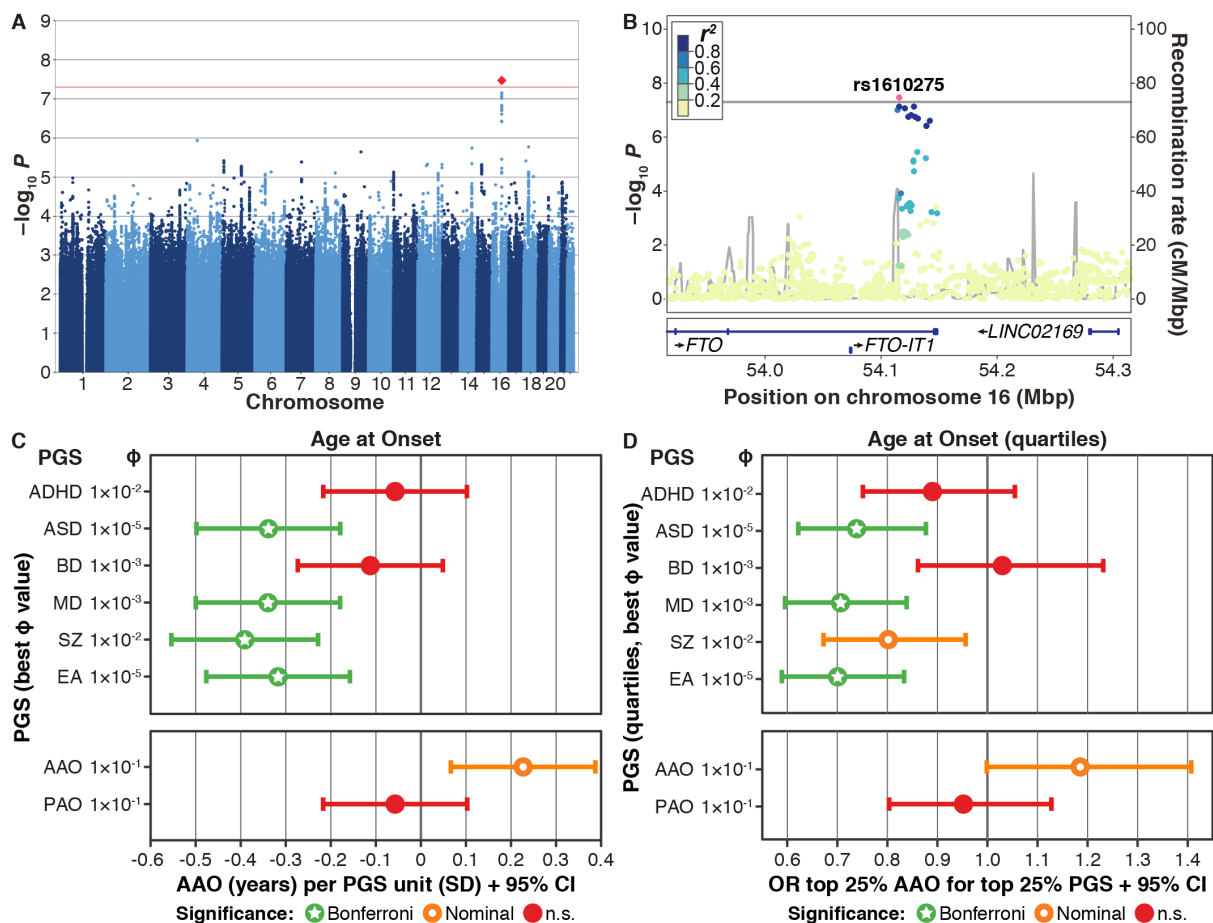 A
9
8
7
6
5
4
3
2
1
0
−log10 P
1 2 3 4 5 6 7 8 9 10 11 12 14 16 18 20
Chromosome
B
10
8
6
4
2
0
−log10 P
r²
0.8
0.6
0.4
0.2
rs1610275
100
80
60
40
20
0
Recombination rate (cM/Mbp)
→FTO
→FTO-IT1
←LINC02169
54.0 54.1 54.2 54.3
Position on chromosome 16 (Mbp)
C
Age at Onset
PGS ϕ
ADHD 1×10-2
ASD 1×10-5
BD 1×10-3
MD 1×10-3
SZ 1×10-2
EA 1×10-5
AAO 1×10-1
PAO 1×10-1
PGS (best ϕ value)
-0.6 -0.5 -0.4 -0.3 -0.2 -0.1 0 0.1 0.2 0.3 0.4
AAO (years) per PGS unit (SD) + 95% CI
Significance: Bonferroni Nominal n.s.
D
Age at Onset (quartiles)
PGS ϕ
ADHD 1×10-2
ASD 1×10-5
BD 1×10-3
MD 1×10-3
SZ 1×10-2
EA 1×10-5
AAO 1×10-1
PAO 1×10-1
PGS (quartiles, best ϕ value)
0.6 0.7 0.8 0.9 1.0 1.1 1.2 1.3 1.4
OR top 25% AAO for top 25% PGS + 95% CI
Significance: Bonferroni Nominal n.s.